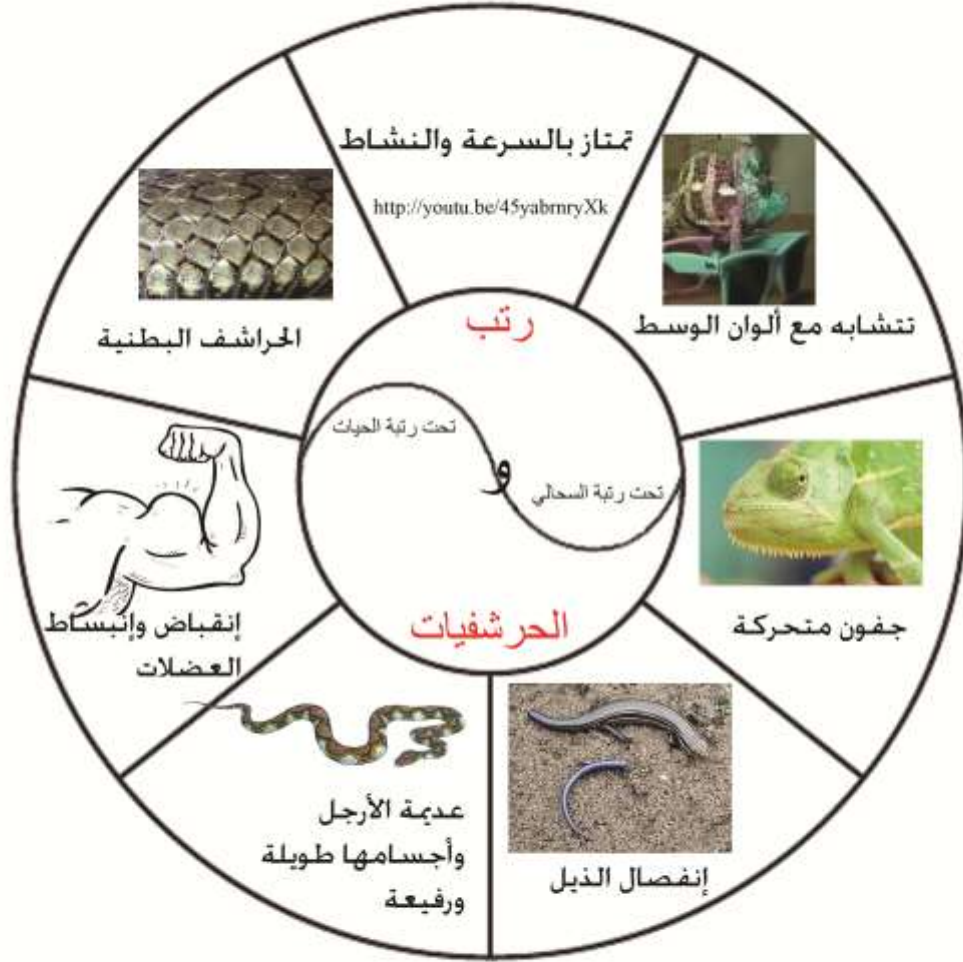 تمتاز بالسرعة والنشاط
http://youtu.be/45yabrnryXk
تتشابه مع ألوان الوسط
جفون متحركة
إنفصال الذيل
عديمة الأرجل
وأجسامها طويلة
ورفيعة
إنقباض وإنبساط
العضلات
الحراشف البطنية
رتب
تحت رتبة الحيات
و
تحت رتبة السحالي
الحرشفيات